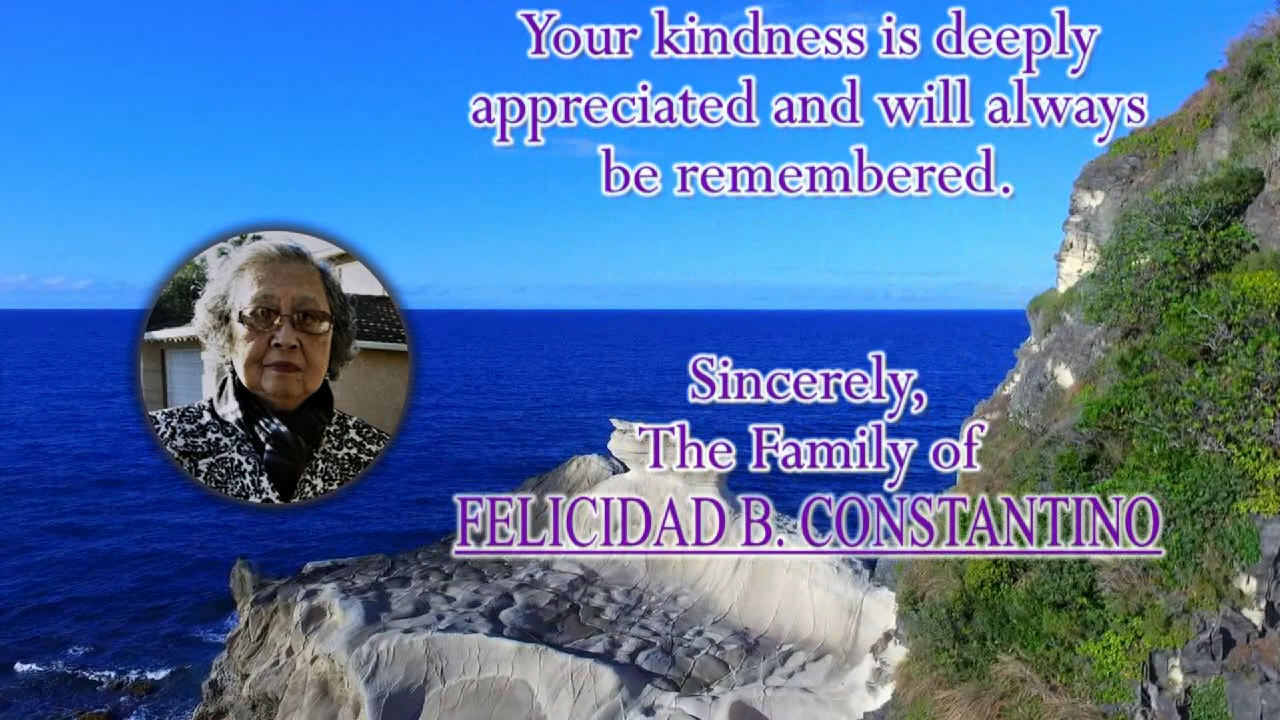 Your kindness is deeply
appreciated and will always
be remembered.
Sincerely,
The Family of
FELICIDAD B. CONSTANTINO